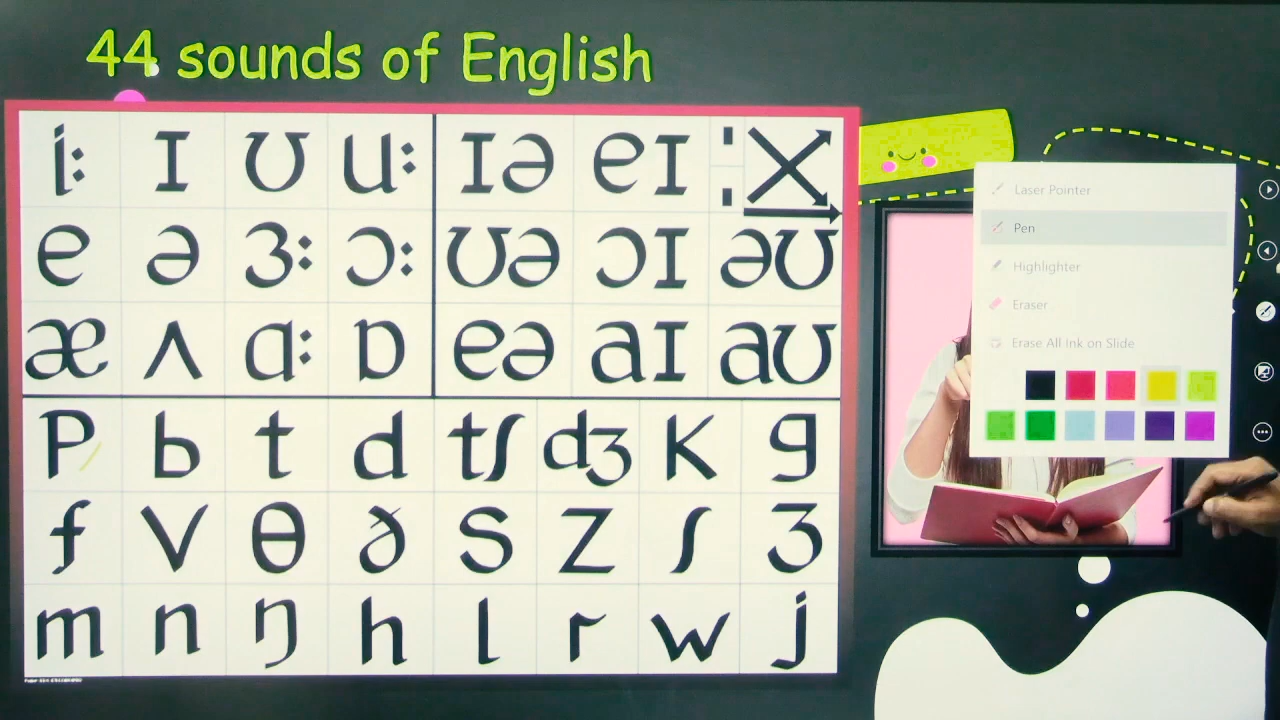 44 sounds of English
iː ɪ ʊ uː ɪə eɪ
e ə ɜː ɔː ʊə ɔɪ əʊ
æ ʌ ɑː ɒ eə aɪ aʊ
p b t d tʃ dʒ k g
f v θ ð s z ʃ ʒ
m n ŋ h l r w j
Laser Pointer
Pen
Highlighter
Eraser
Erase All Ink on Slide